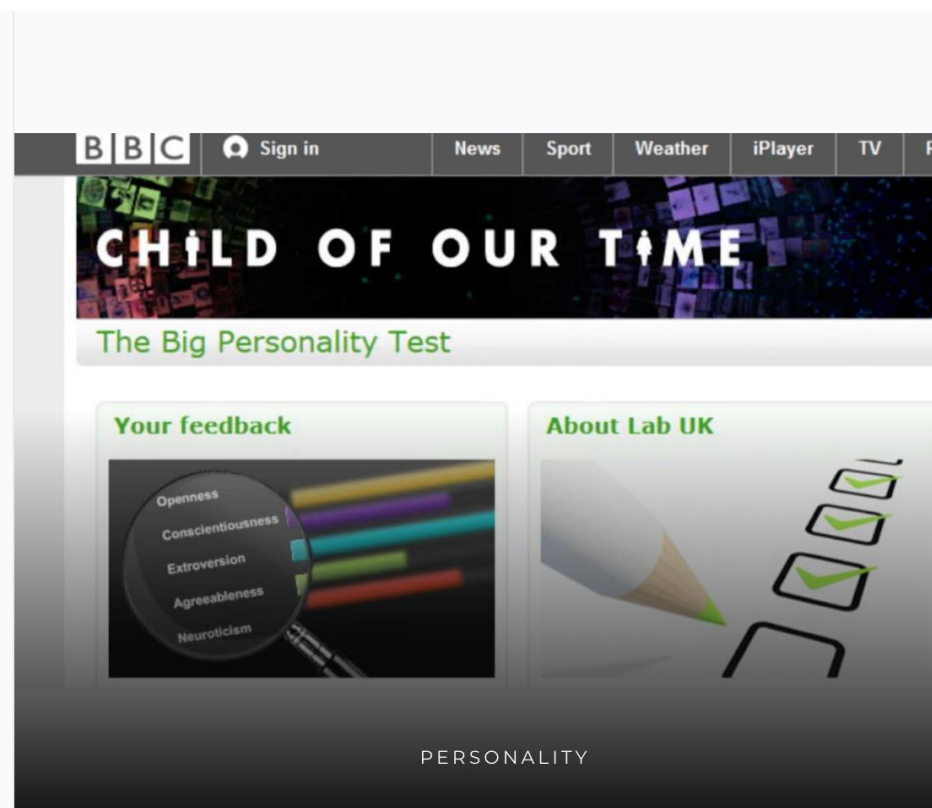 BBC Sign in News Sport Weather iPlayer TV
CHILD OF OUR TIME
The Big Personality Test
Your feedback
About Lab UK
Openness
Conscientiousness
Extroversion
Agreeableness
Neuroticism
PERSONALITY